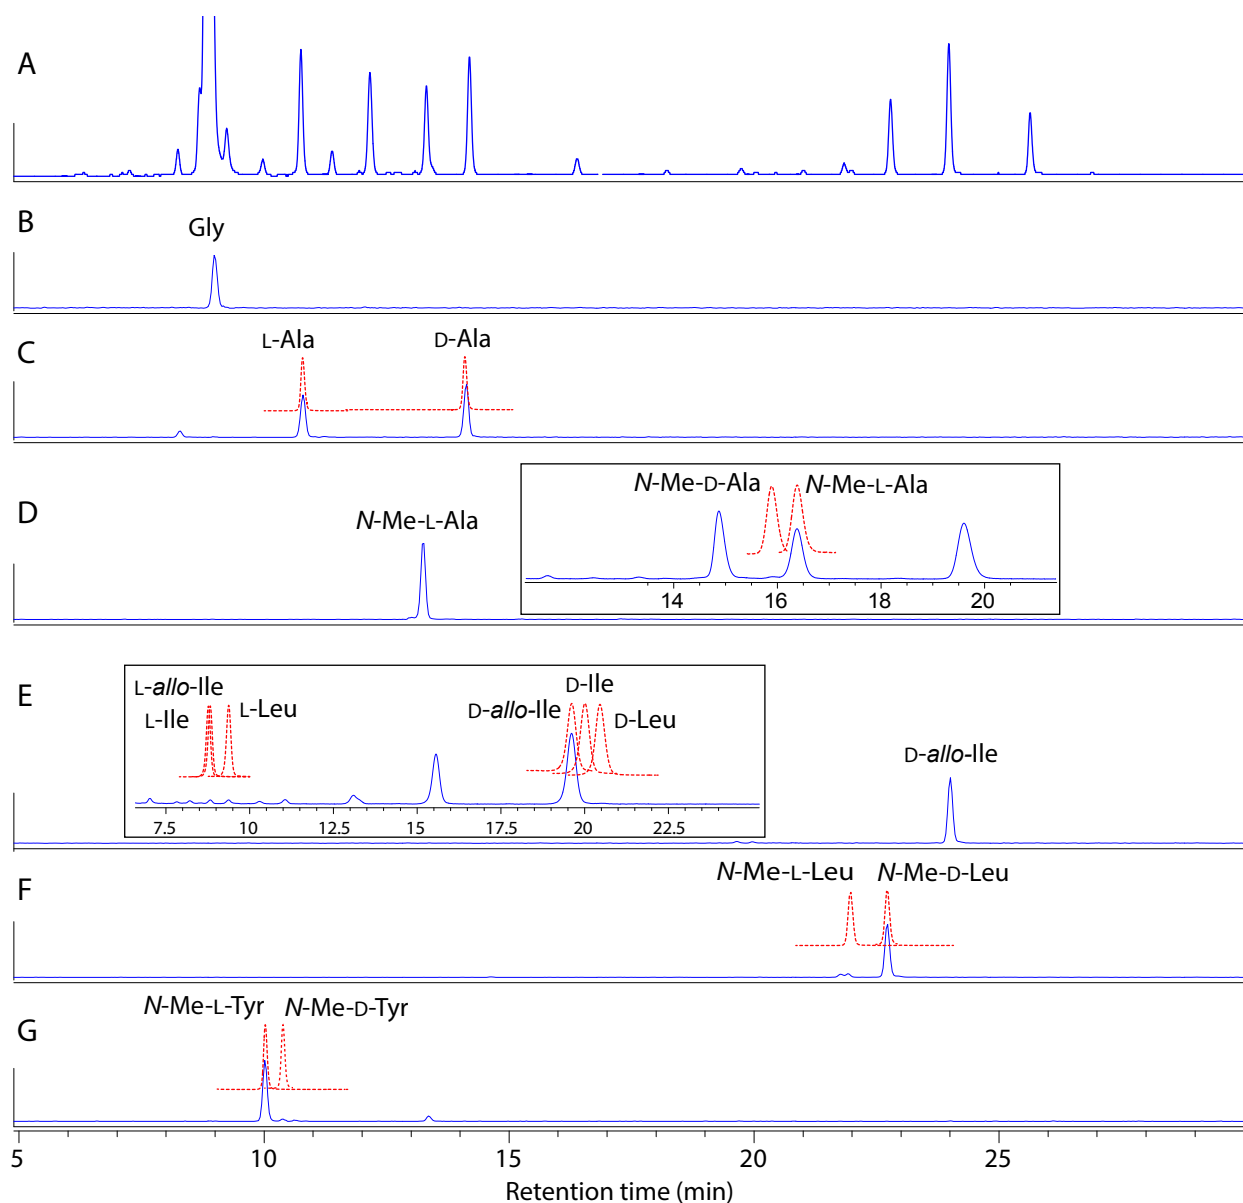 A
B
Gly
C
L-Ala
D-Ala
D
N-Me-L-Ala
N-Me-D-Ala
N-Me-L-Ala
14
16
18
20
E
L-allo-Ile
L-Ile
L-Leu
D-Ile
D-allo-Ile
D-Leu
7.5
10
12.5
15
17.5
20
22.5
D-allo-Ile
F
N-Me-L-Leu
N-Me-D-Leu
G
N-Me-L-Tyr
N-Me-D-Tyr
5
10
15
20
25
Retention time (min)